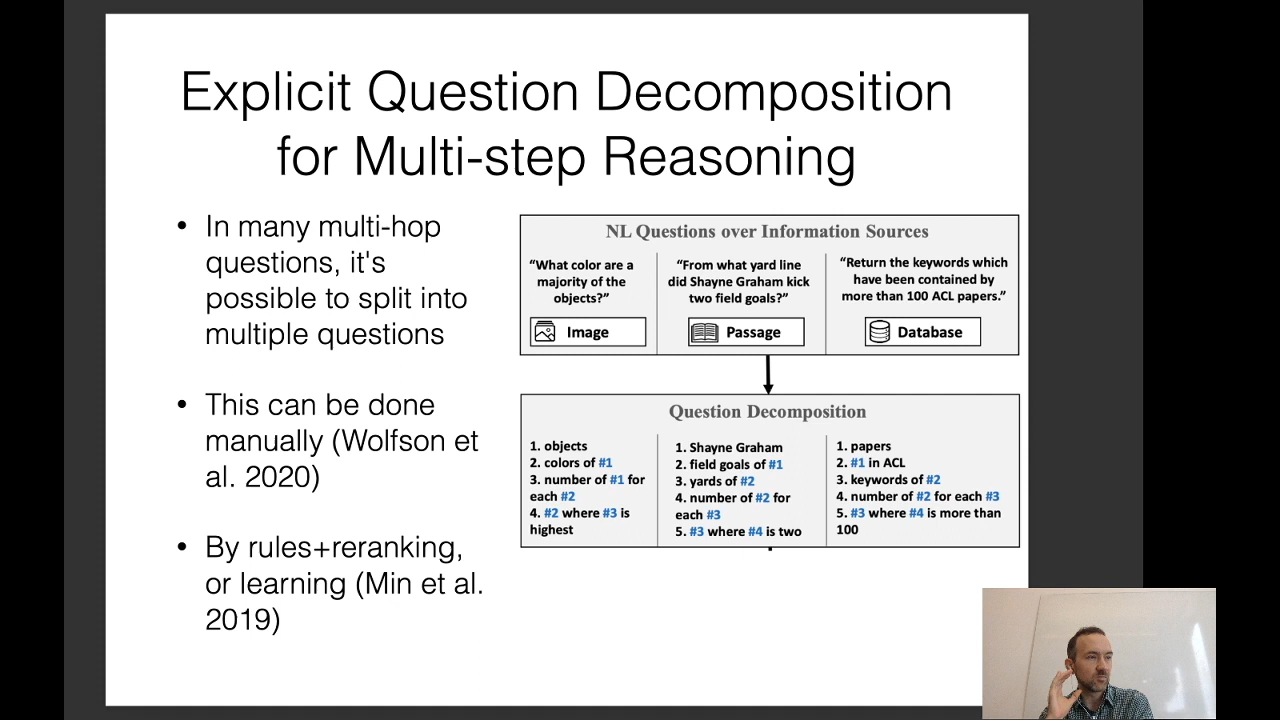 Explicit Question Decomposition
for Multi-step Reasoning
• In many multi-hop
questions, it's
possible to split into
multiple questions
• This can be done
manually (Wolfson et
al. 2020)
• By rules+reranking,
or learning (Min et al.
2019)
NL Questions over Information Sources
“What color are a
majority of the
objects?”
Image
“From what yard line
did Shayne Graham kick
two field goals?”
Passage
“Return the keywords which
have been contained by
more than 100 ACL papers.”
Database
Question Decomposition
1. objects
2. colors of #1
3. number of #1 for
each #2
4. #2 where #3 is
highest
1. Shayne Graham
2. field goals of #1
3. yards of #2
4. number of #2 for
each #3
5. #3 where #4 is two
1. papers
2. #1 in ACL
3. keywords of #2
4. number of #2 for each #3
5. #3 where #4 is more than
100